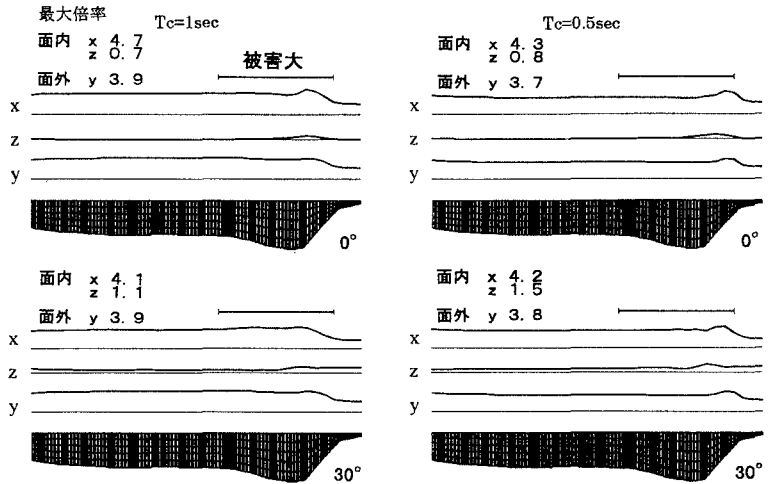 最大倍率
Tc=1sec
面内 x 4.7
z 0.7
面外 y 3.9
被害大
x
z
y
0°
Tc=0.5sec
面内 x 4.3
z 0.8
面外 y 3.7
x
z
y
0°
面内 x 4.1
z 1.1
面外 y 3.9
x
z
y
30°
面内 x 4.2
z 1.5
面外 y 3.8
x
z
y
30°